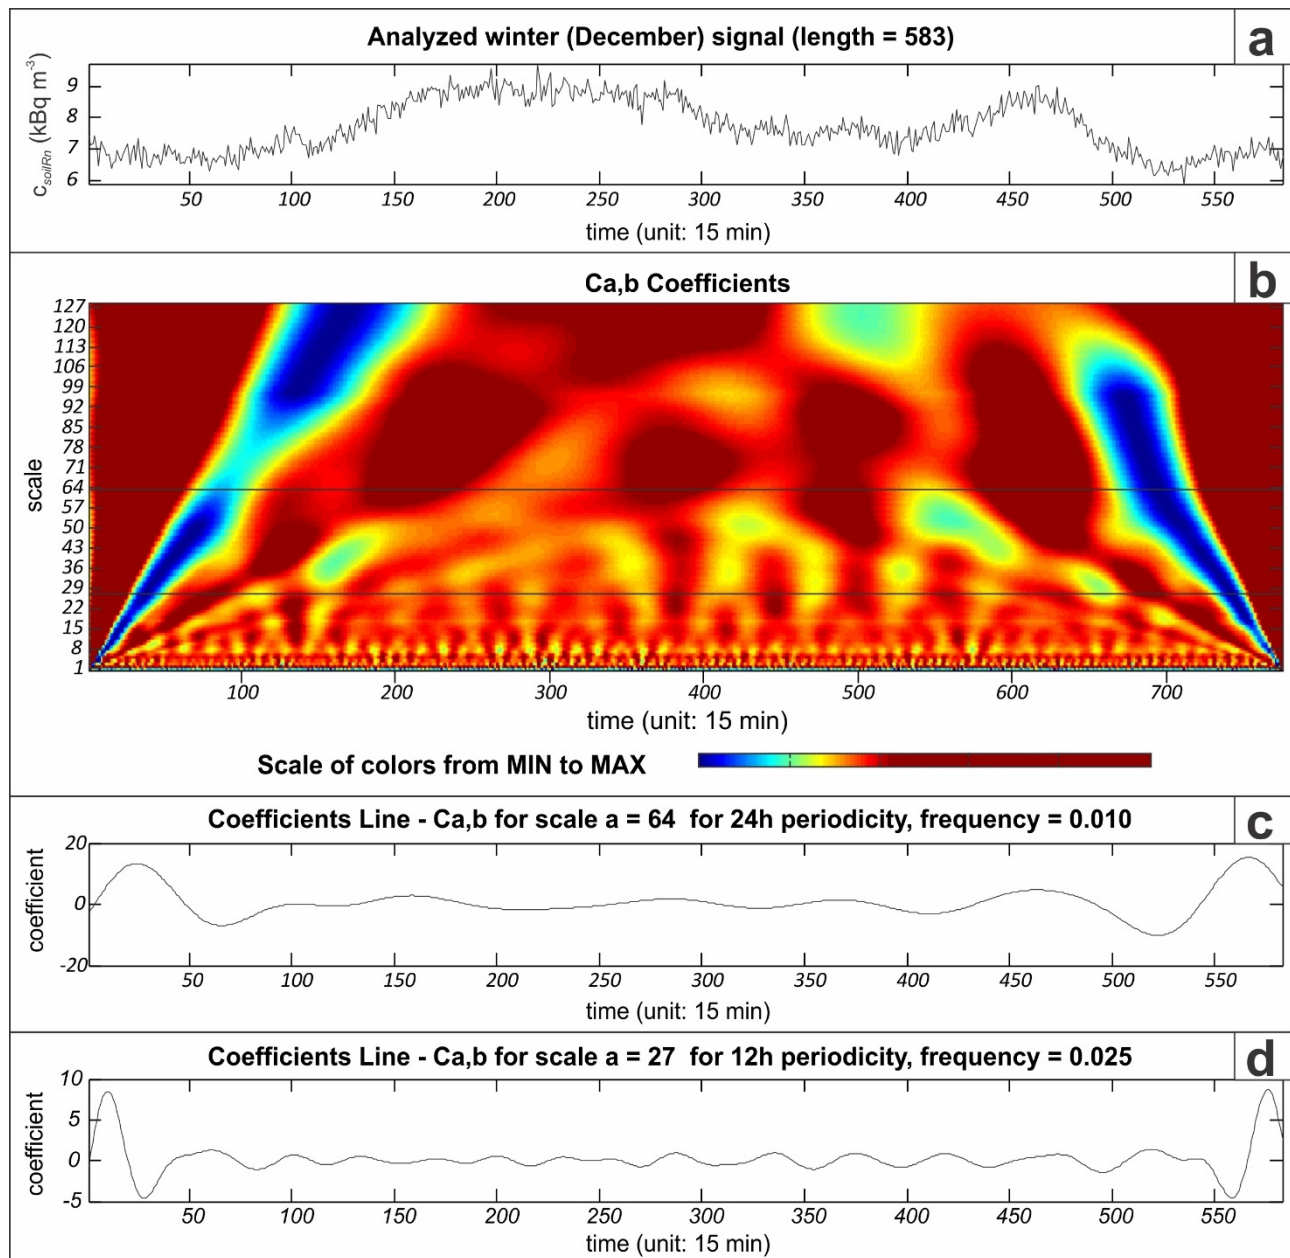 Analyzed winter (December) signal (length = 583)
a
c_soilRn (kBq m⁻³)
9
8
7
6
50 100 150 200 250 300 350 400 450 500 550
time (unit: 15 min)
Ca,b Coefficients
b
scale
127
120
113
106
99
92
85
78
71
64
57
50
43
36
29
22
15
8
1
100 200 300 400 500 600 700
time (unit: 15 min)
Scale of colors from MIN to MAX
Coefficients Line - Ca,b for scale a = 64 for 24h periodicity, frequency = 0.010
c
coefficient
20
0
-20
50 100 150 200 250 300 350 400 450 500 550
time (unit: 15 min)
Coefficients Line - Ca,b for scale a = 27 for 12h periodicity, frequency = 0.025
d
coefficient
10
5
0
-5
50 100 150 200 250 300 350 400 450 500 550
time (unit: 15 min)